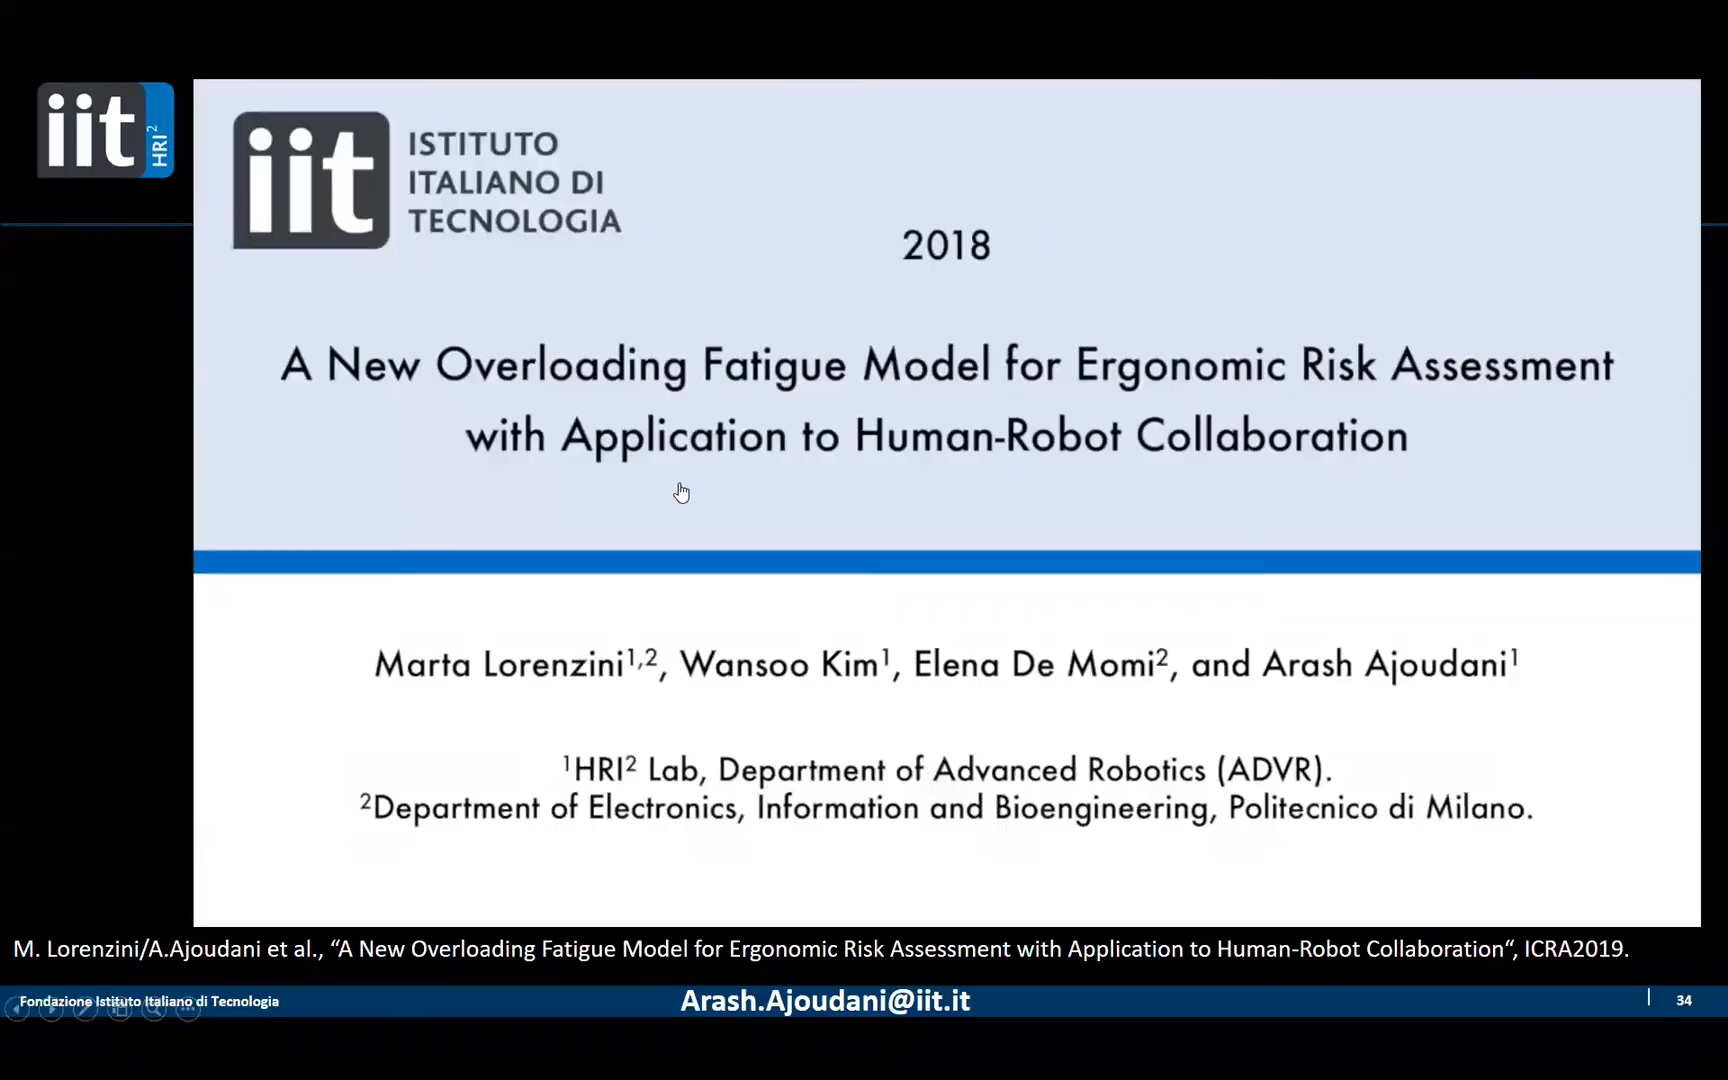 iit HRI²
iit ISTITUTO
ITALIANO DI
TECNOLOGIA
2018
A New Overloading Fatigue Model for Ergonomic Risk Assessment
with Application to Human-Robot Collaboration
Marta Lorenzini¹,², Wansoo Kim¹, Elena De Momi², and Arash Ajoudani¹
¹HRI² Lab, Department of Advanced Robotics (ADVR).
²Department of Electronics, Information and Bioengineering, Politecnico di Milano.
M. Lorenzini/A.Ajoudani et al., “A New Overloading Fatigue Model for Ergonomic Risk Assessment with Application to Human-Robot Collaboration“, ICRA2019.
Fondazione Istituto Italiano di Tecnologia
Arash.Ajoudani@iit.it
34